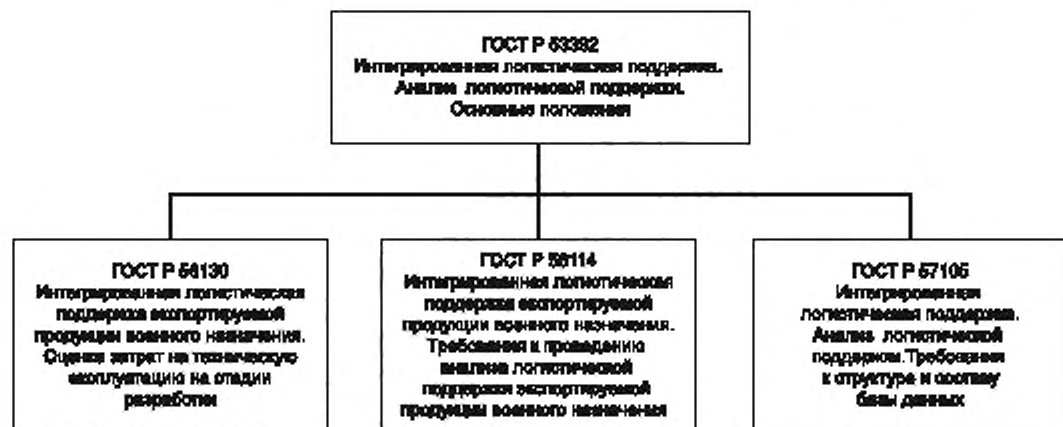 ГОСТ Р 53392
Интегрированная логистическая поддержка.
Анализ логистической поддержки.
Основные положения
ГОСТ Р 56130
Интегрированная логистическая
поддержка экспортируемой
продукции военного назначения.
Оценка затрат на техническую
эксплуатацию на стадии
разработки
ГОСТ Р 56114
Интегрированная логистическая
поддержка экспортируемой
продукции военного назначения.
Требования к проведению
анализа логистической
поддержки экспортируемой
продукции военного назначения
ГОСТ Р 57105
Интегрированная
логистическая поддержка.
Анализ логистической
поддержки.Требования
к структуре и составу
базы данных